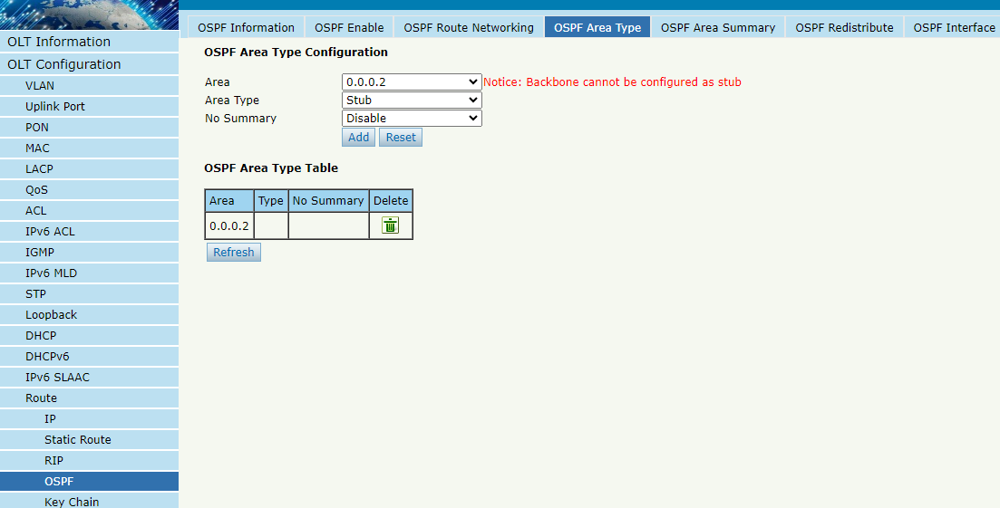 OSPF Information OSPF Enable OSPF Route Networking OSPF Area Type OSPF Area Summary OSPF Redistribute OSPF Interface
OLT Information
OLT Configuration
VLAN
Uplink Port
PON
MAC
LACP
QoS
ACL
IPv6 ACL
IGMP
IPv6 MLD
STP
Loopback
DHCP
DHCPv6
IPv6 SLAAC
Route
IP
Static Route
RIP
OSPF
Key Chain
OSPF Area Type Configuration
Area 0.0.0.2 Notice: Backbone cannot be configured as stub
Area Type Stub
No Summary Disable
Add Reset
OSPF Area Type Table
Area Type No Summary Delete
0.0.0.2
Refresh